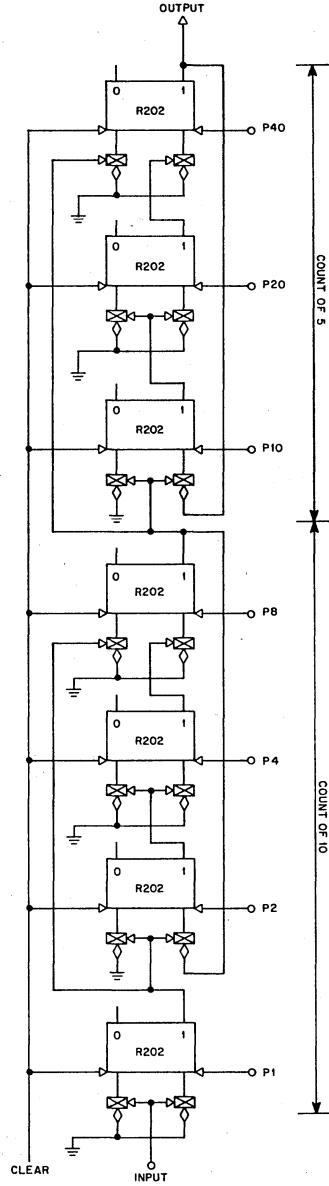 OUTPUT
0 1
R202
P40
0 1
R202
P20
COUNT OF 5
0 1
R202
P10
0 1
R202
P8
0 1
R202
P4
COUNT OF 10
0 1
R202
P2
0 1
R202
P1
CLEAR
INPUT